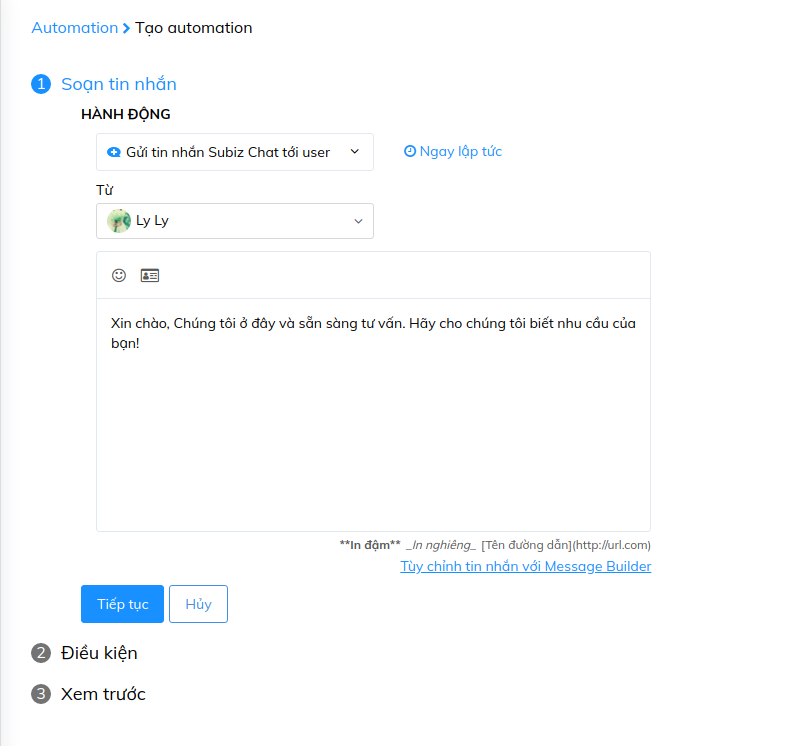 Automation > Tạo automation
1 Soạn tin nhắn
HÀNH ĐỘNG
Gửi tin nhắn Subiz Chat tới user
Ngay lập tức
Từ
Ly Ly
Xin chào, Chúng tôi ở đây và sẵn sàng tư vấn. Hãy cho chúng tôi biết nhu cầu của
bạn!
**In đậm** _In nghiêng_ [Tên đường dẫn](http://url.com)
Tùy chỉnh tin nhắn với Message Builder
Tiếp tục
Hủy
2 Điều kiện
3 Xem trước